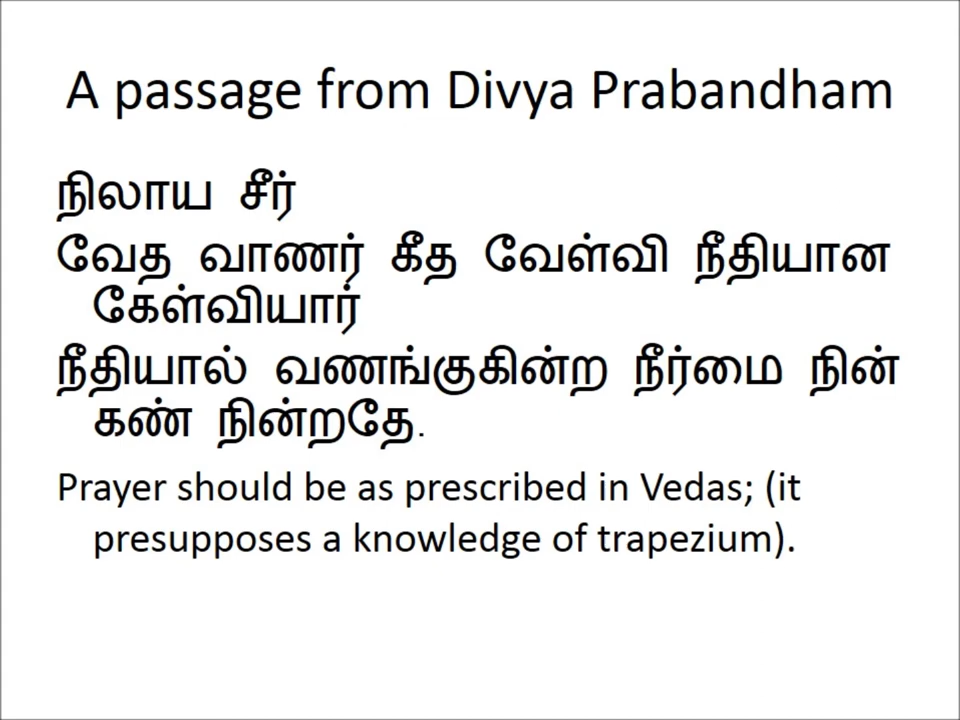 A passage from Divya Prabandham
நிலாய சீர்
வேத வாணர் கீத வேள்வி நீதியான
கேள்வியார்
நீதியால் வணங்குகின்ற நீர்மை நின்
கண் நின்றதே.
Prayer should be as prescribed in Vedas; (it
presupposes a knowledge of trapezium).